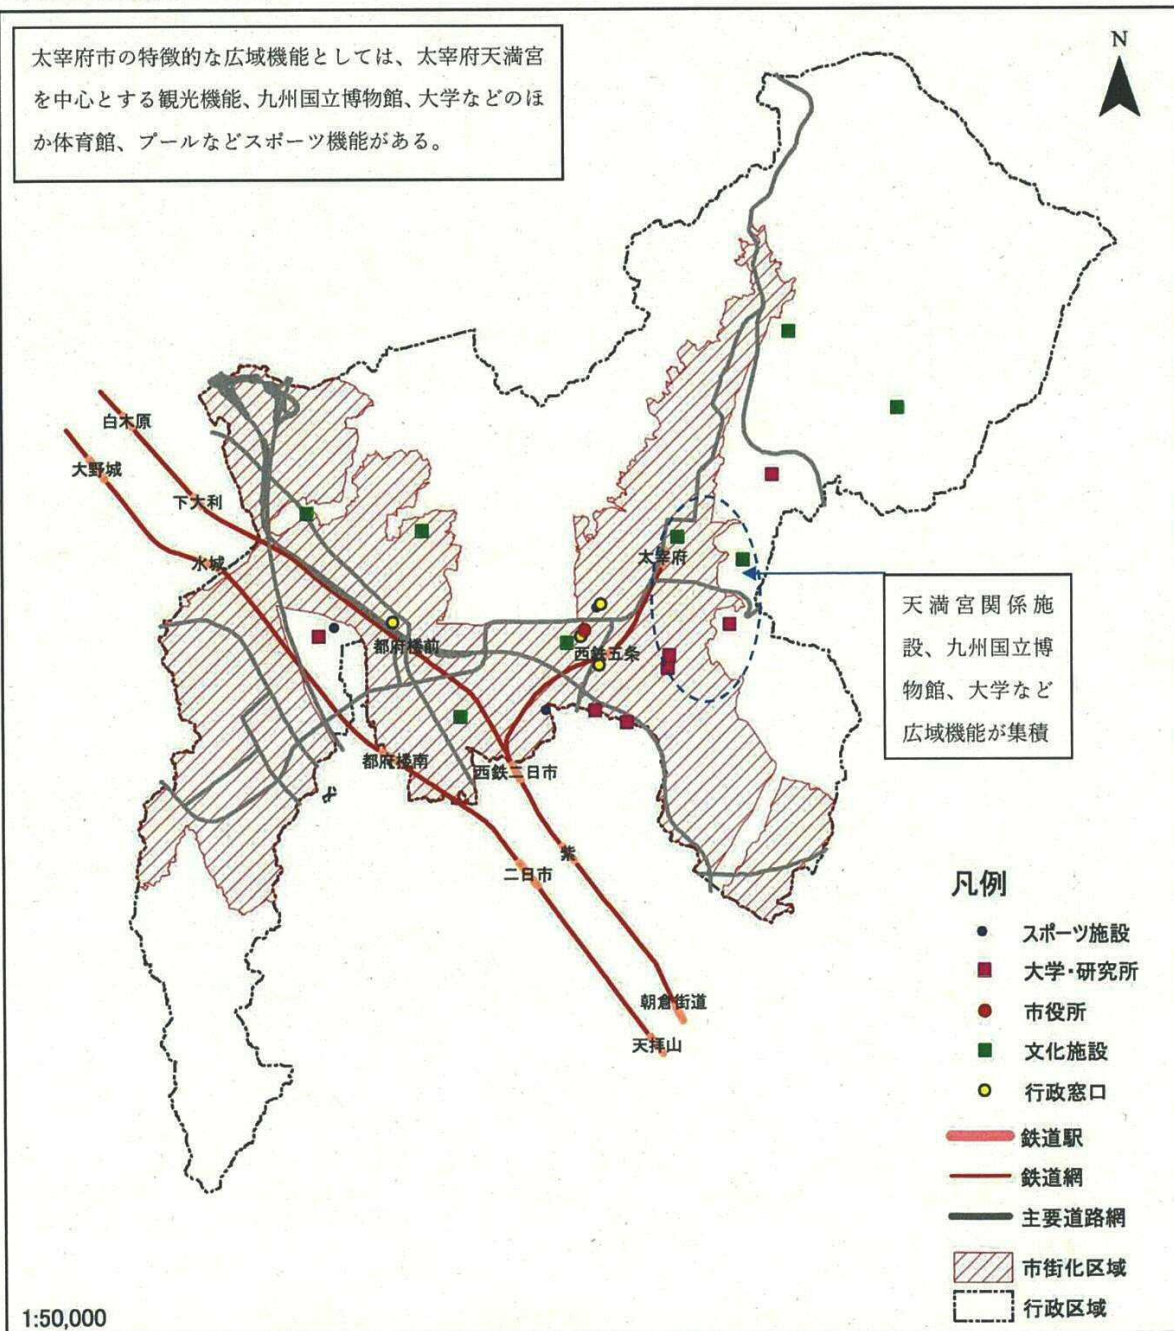 太宰府市の特徴的な広域機能としては、太宰府天満宮
を中心とする観光機能、九州国立博物館、大学などのほ
か体育館、プールなどスポーツ機能がある。
N
白木原
大野城
下大利
水城
太宰府
都府楼前
西鉄五条
天満宮関係施
設、九州国立博
物館、大学など
広域機能が集積
都府楼南
西鉄二日市
紫
二日市
朝倉街道
天拝山
凡例
スポーツ施設
大学・研究所
市役所
文化施設
行政窓口
鉄道駅
鉄道網
主要道路網
市街化区域
行政区域
1:50,000